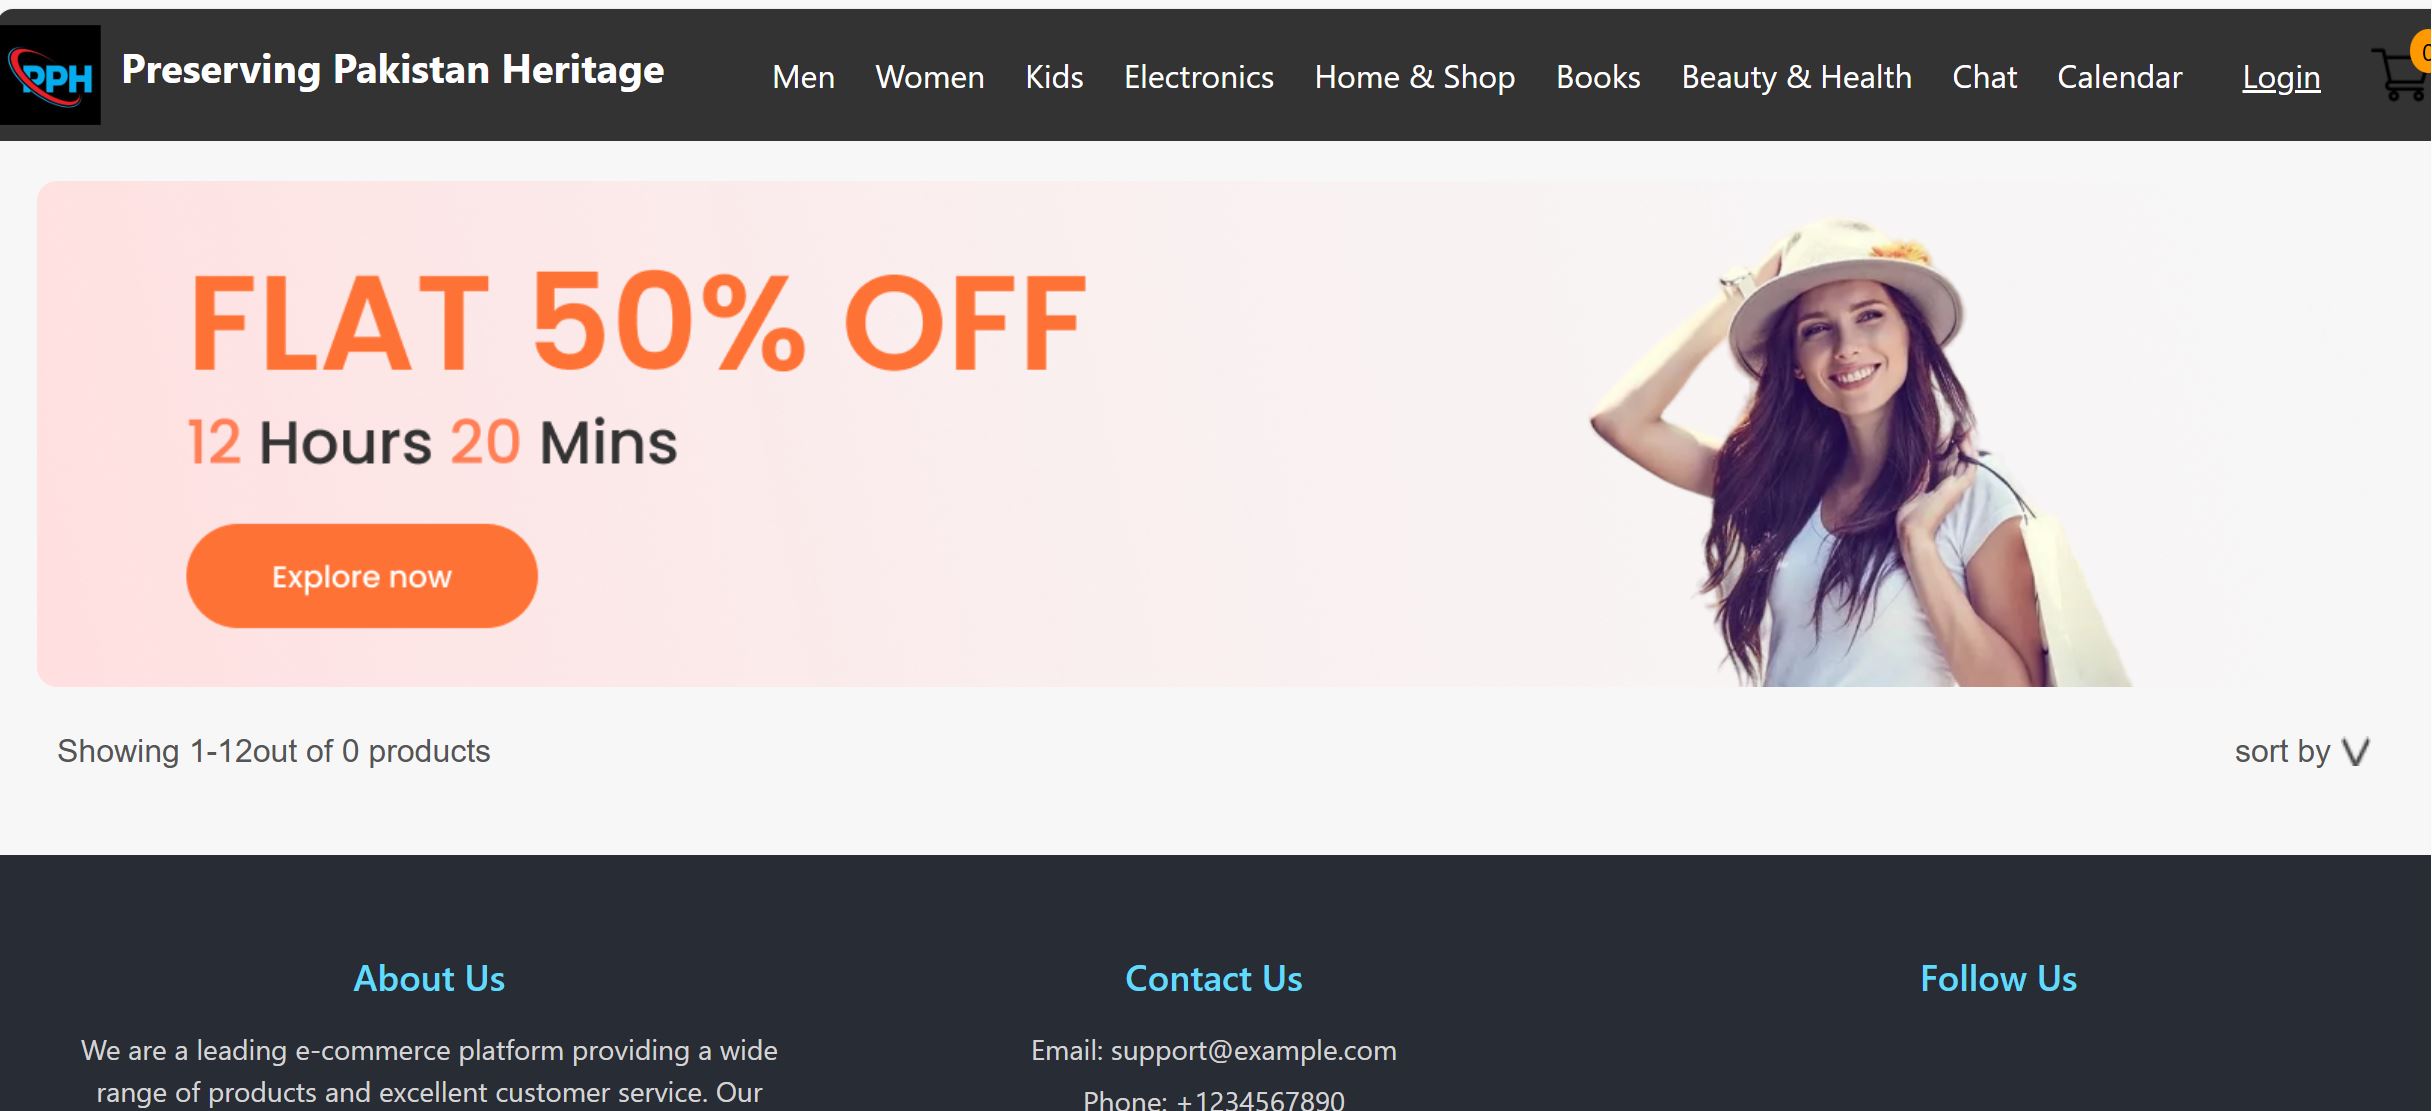 PPH
Preserving Pakistan Heritage
Men Women Kids Electronics Home & Shop Books Beauty & Health Chat Calendar Login
FLAT 50% OFF
12 Hours 20 Mins
Explore now
Showing 1-12out of 0 products
sort by
About Us
We are a leading e-commerce platform providing a wide
range of products and excellent customer service. Our
Contact Us
Email: support@example.com
Phone: +1234567890
Follow Us